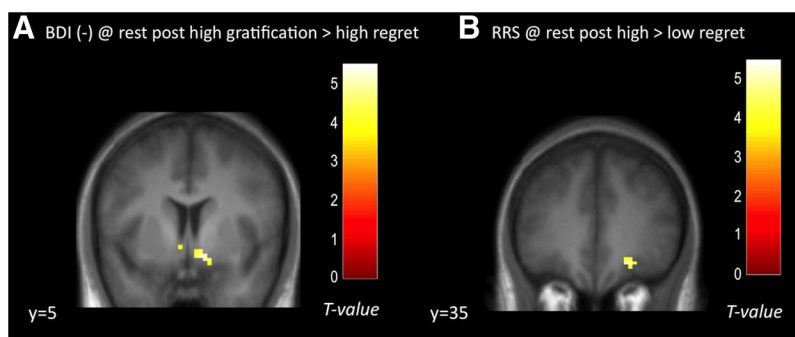 A BDI (-) @ rest post high gratification > high regret
5
4
3
2
1
0
T-value
y=5
B RRS @ rest post high > low regret
5
4
3
2
1
0
T-value
y=35